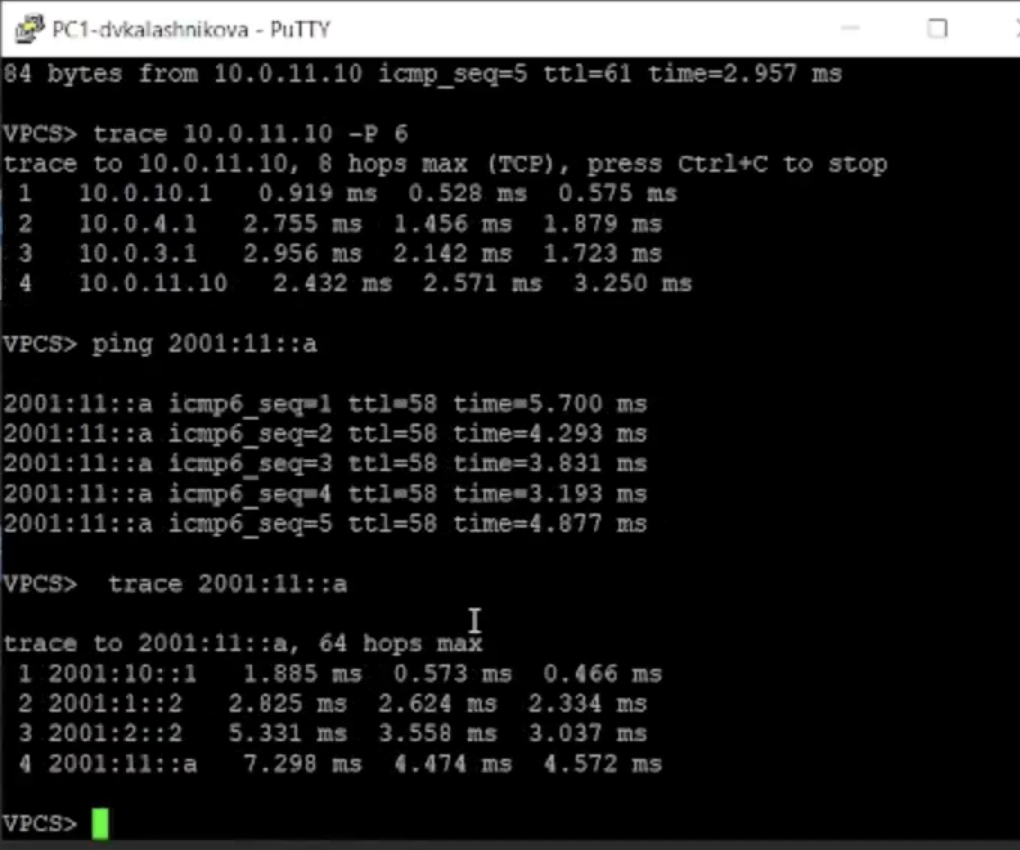 PC1-dvkalashnikova - PuTTY
84 bytes from 10.0.11.10 icmp_seq=5 ttl=61 time=2.957 ms
VPCS> trace 10.0.11.10 -P 6
trace to 10.0.11.10, 8 hops max (TCP), press Ctrl+C to stop
1 10.0.10.1 0.919 ms 0.528 ms 0.575 ms
2 10.0.4.1 2.755 ms 1.456 ms 1.879 ms
3 10.0.3.1 2.956 ms 2.142 ms 1.723 ms
4 10.0.11.10 2.432 ms 2.571 ms 3.250 ms
VPCS> ping 2001:11::a
2001:11::a icmp6_seq=1 ttl=58 time=5.700 ms
2001:11::a icmp6_seq=2 ttl=58 time=4.293 ms
2001:11::a icmp6_seq=3 ttl=58 time=3.831 ms
2001:11::a icmp6_seq=4 ttl=58 time=3.193 ms
2001:11::a icmp6_seq=5 ttl=58 time=4.877 ms
VPCS> trace 2001:11::a
trace to 2001:11::a, 64 hops max
1 2001:10::1 1.885 ms 0.573 ms 0.466 ms
2 2001:1::2 2.825 ms 2.624 ms 2.334 ms
3 2001:2::2 5.331 ms 3.558 ms 3.037 ms
4 2001:11::a 7.298 ms 4.474 ms 4.572 ms
VPCS>